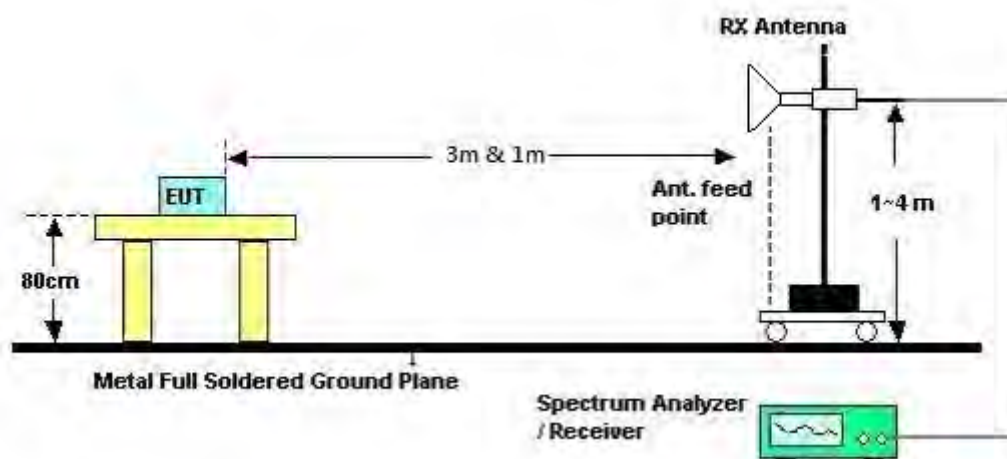 RX Antenna
3m & 1m
EUT
Ant. feed
point
1~4 m
80cm
Metal Full Soldered Ground Plane
Spectrum Analyzer
/ Receiver